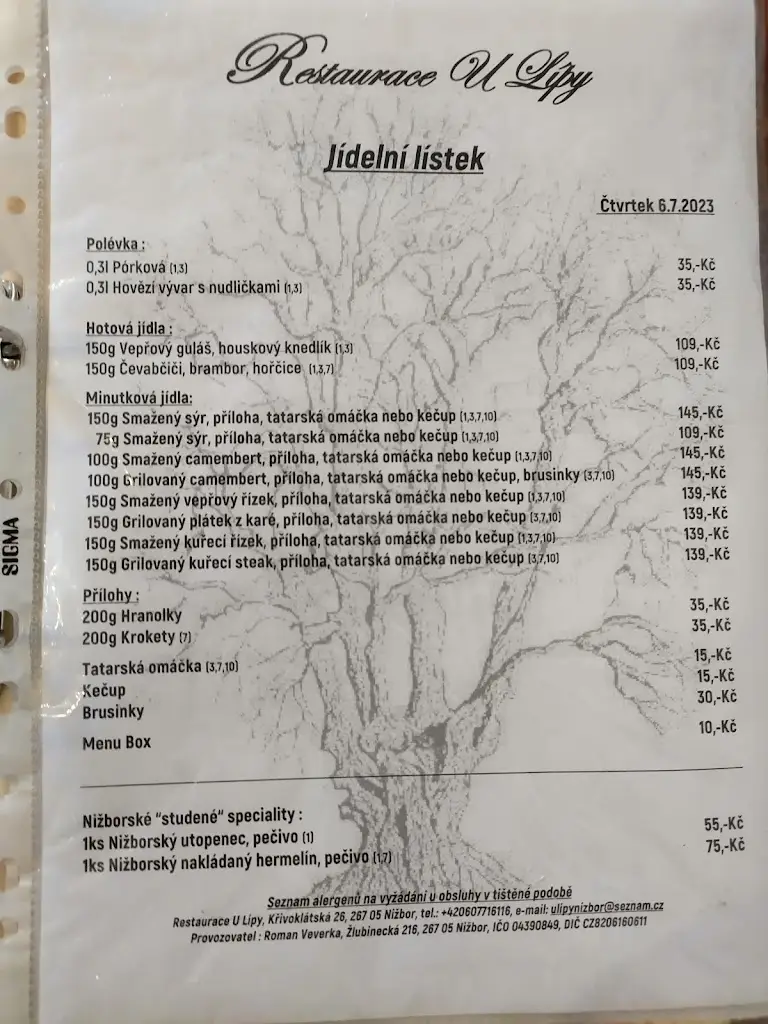 Restaurace U Lípy
Jídelní lístek
Čtvrtek 6.7.2023
Polévka :
0,3l Pórková (1,3) 35,-Kč
0,3l Hovězí vývar s nudličkami (1,3) 35,-Kč
Hotová jídla :
150g Vepřový guláš, houskový knedlík (1,3) 109,-Kč
150g Čevabčiči, brambor, hořčice (1,3,7) 109,-Kč
Minutková jídla:
150g Smažený sýr, příloha, tatarská omáčka nebo kečup (1,3,7,10) 145,-Kč
75g Smažený sýr, příloha, tatarská omáčka nebo kečup (1,3,7,10) 109,-Kč
100g Smažený camembert, příloha, tatarská omáčka nebo kečup (1,3,7,10) 145,-Kč
100g Grilovaný camembert, příloha, tatarská omáčka nebo kečup, brusinky (3,7,10) 145,-Kč
150g Smažený vepřový řízek, příloha, tatarská omáčka nebo kečup (1,3,7,10) 139,-Kč
150g Grilovaný plátek z karé, příloha, tatarská omáčka nebo kečup (3,7,10) 139,-Kč
150g Smažený kuřecí řízek, příloha, tatarská omáčka nebo kečup (1,3,7,10) 139,-Kč
150g Grilovaný kuřecí steak, příloha, tatarská omáčka nebo kečup (3,7,10) 139,-Kč
Přílohy :
200g Hranolky 35,-Kč
200g Krokety (7) 35,-Kč
Tatarská omáčka (3,7,10) 15,-Kč
Kečup 15,-Kč
Brusinky 30,-Kč
Menu Box 10,-Kč
Nižborské "studené" speciality :
1ks Nižborský utopenec, pečivo (1) 55,-Kč
1ks Nižborský nakládaný hermelín, pečivo (1,7) 75,-Kč
Seznam alergenů na vyžádání u obsluhy v tištěné podobě
Restaurace U Lípy, Křivoklátská 26, 267 05 Nižbor, tel.: +420607716116, e-mail: ulipynizbor@seznam.cz
Provozovatel : Roman Veverka, Žlubinecká 216, 267 05 Nižbor, IČO 04390849, DIČ CZ8206160611
SIGMA